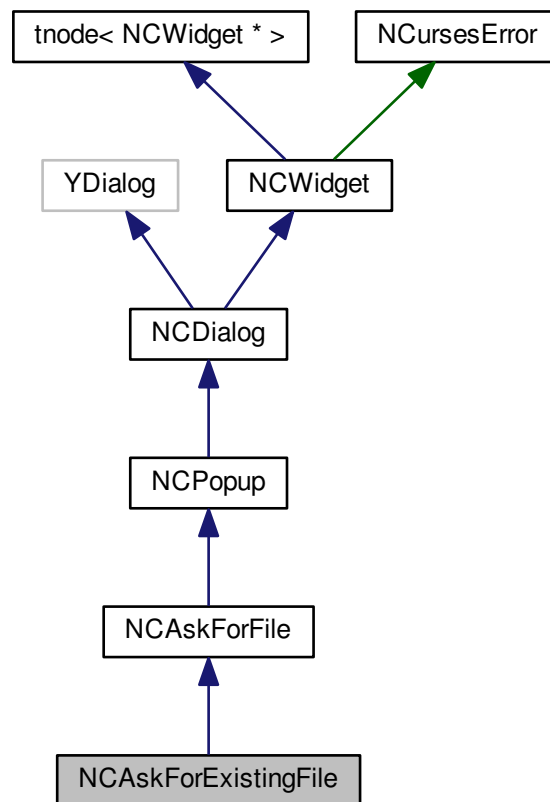 tnode< NCWidget * >
NCursesError
YDialog
NCWidget
NCDialog
NCPopup
NCAskForFile
NCAskForExistingFile